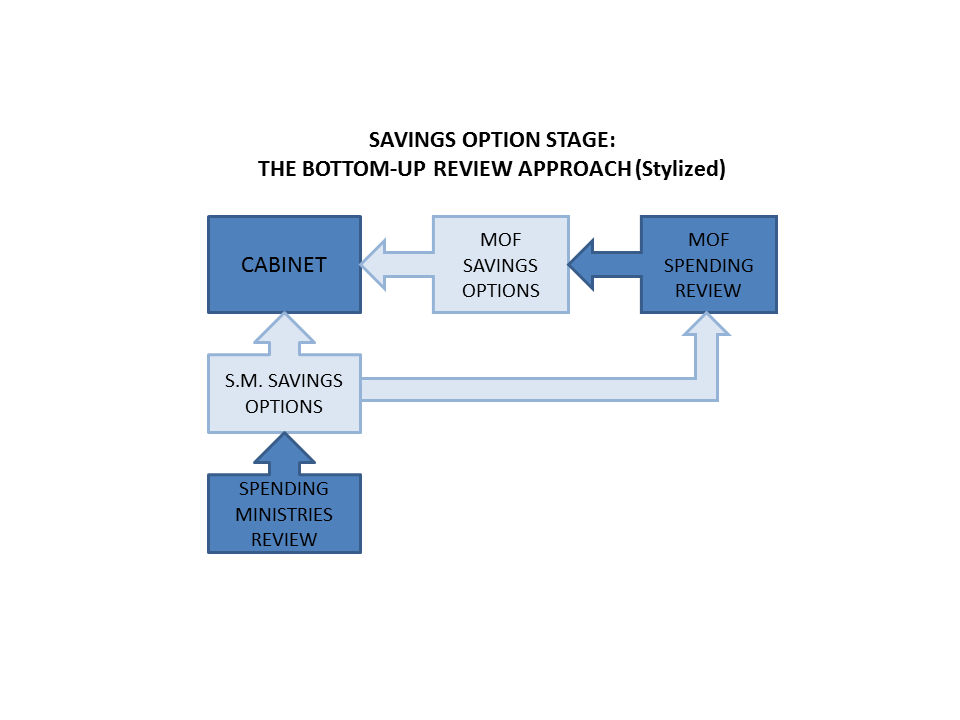 SAVINGS OPTION STAGE:
THE BOTTOM-UP REVIEW APPROACH (Stylized)
CABINET
MOF
SAVINGS
OPTIONS
MOF
SPENDING
REVIEW
S.M. SAVINGS
OPTIONS
SPENDING
MINISTRIES
REVIEW